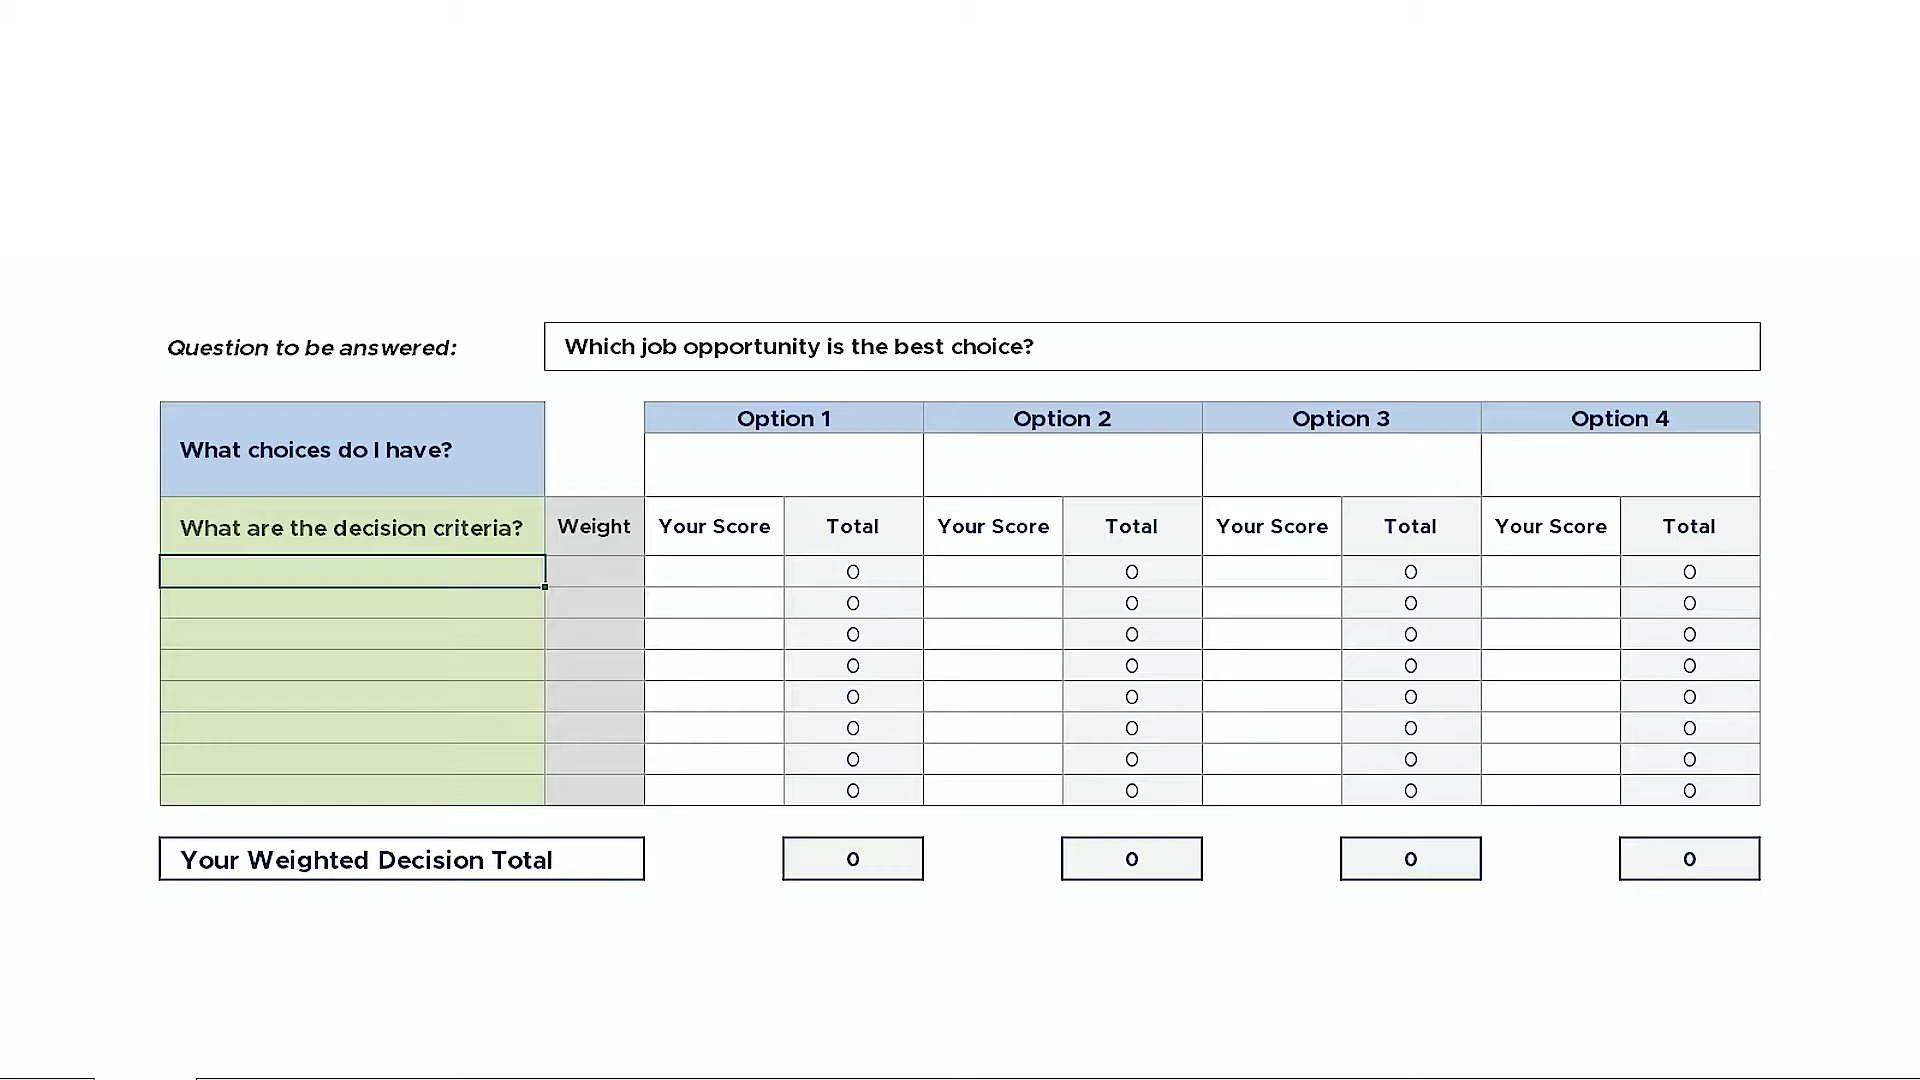 Question to be answered:
Which job opportunity is the best choice?
What choices do I have?
Option 1 Option 2 Option 3 Option 4
What are the decision criteria? Weight Your Score Total Your Score Total Your Score Total Your Score Total
0 0 0 0
0 0 0 0
0 0 0 0
0 0 0 0
0 0 0 0
0 0 0 0
0 0 0 0
0 0 0 0
Your Weighted Decision Total 0 0 0 0